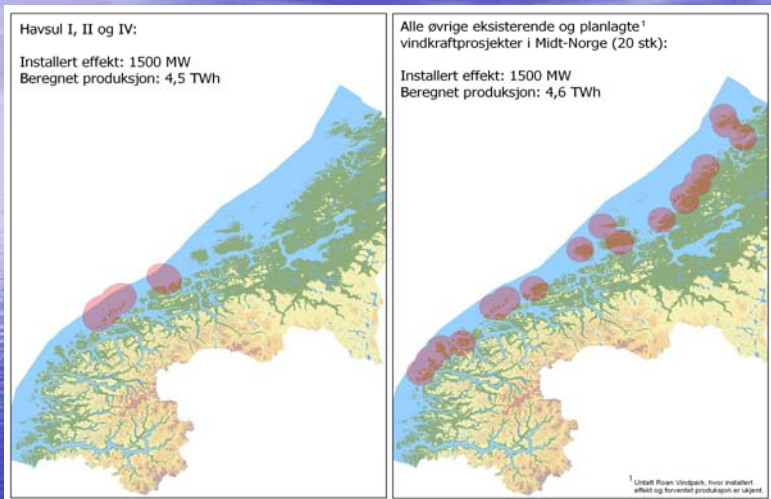 Havsul I, II og IV:
Installert effekt: 1500 MW
Beregnet produksjon: 4,5 TWh
Alle øvrige eksisterende og planlagte¹
vindkraftprosjekter i Midt-Norge (20 stk):
Installert effekt: 1500 MW
Beregnet produksjon: 4,6 TWh
¹ Untatt Roan Vindpark, hvor installert
effekt og forventet produksjon er ukjent.